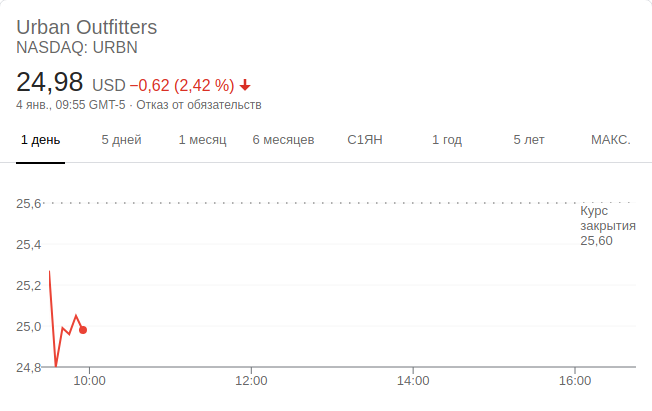 Urban Outfitters
NASDAQ: URBN
24,98 USD −0,62 (2,42 %)
4 янв., 09:55 GMT-5 · Отказ от обязательств
1 день 5 дней 1 месяц 6 месяцев С1ЯН 1 год 5 лет МАКС.
25,6
Курс
закрытия
25,60
25,4
25,2
25,0
24,8
10:00 12:00 14:00 16:00